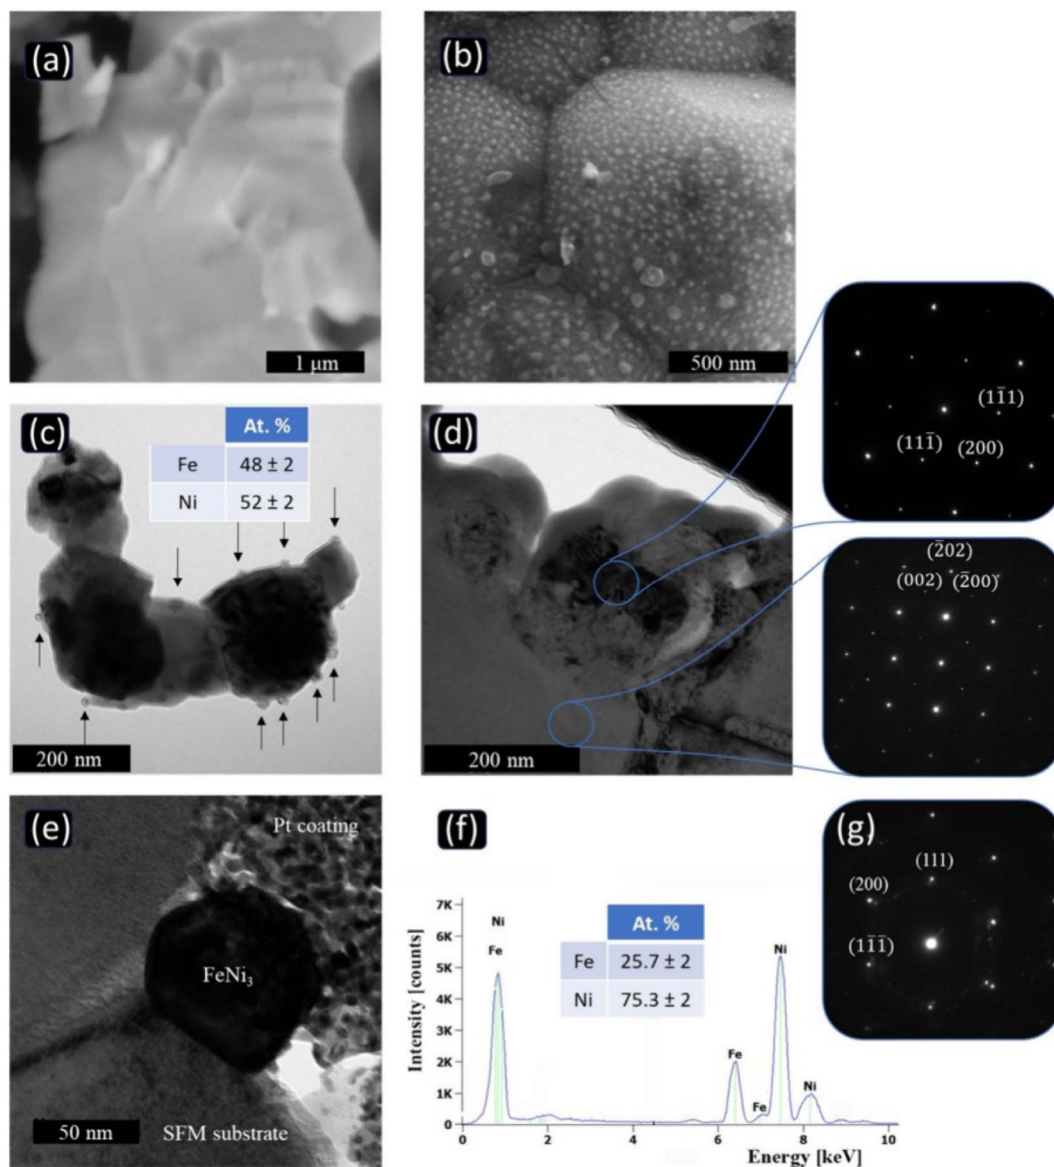 (a)
1 μm
(b)
500 nm
(11̄1)
(111̄)
(200)
(c)
At. %
Fe 48 ± 2
Ni 52 ± 2
200 nm
(d)
(2̄02)
(002)
(2̄00)
(e)
Pt coating
FeNi₃
SFM substrate
50 nm
(f)
At. %
Fe 25.7 ± 2
Ni 75.3 ± 2
7K
6K
5K
4K
3K
2K
1K
0
Intensity [counts]
Ni
Fe
Fe
Fe
Ni
Ni
0 2 4 6 8 10
Energy [keV]
(g)
(111)
(200)
(11̄1̄)